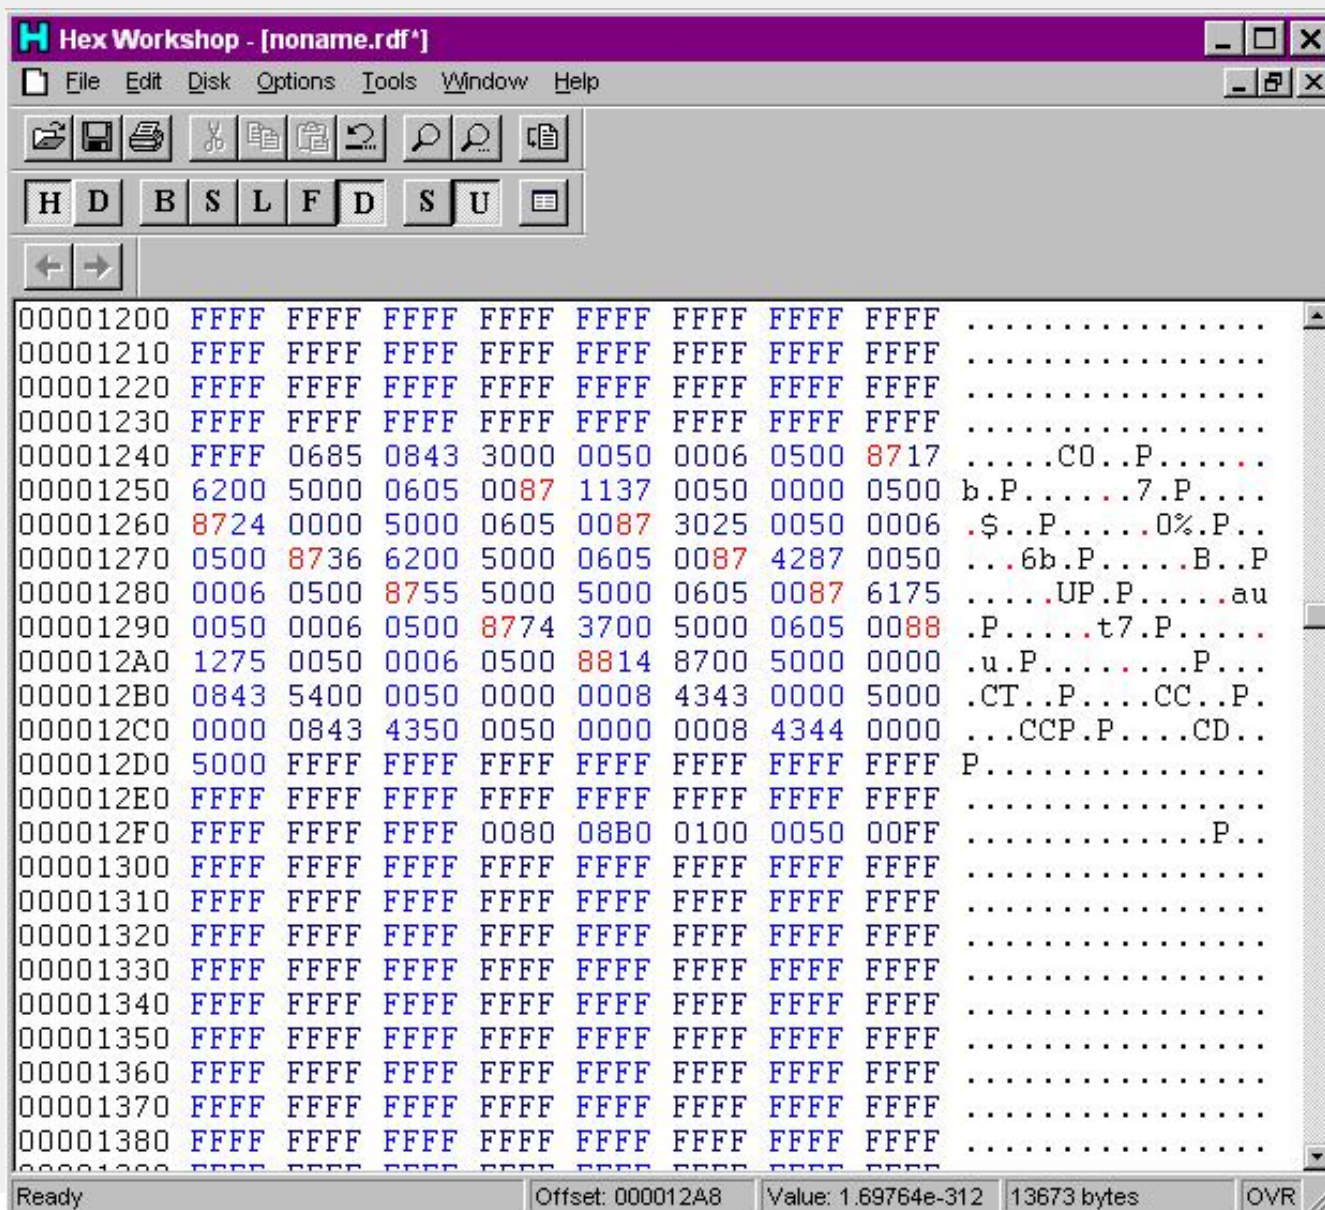 Hex Workshop - [noname.rdf*]
File Edit Disk Options Tools Window Help
H D B S L F D S U
00001200 FFFF FFFF FFFF FFFF FFFF FFFF FFFF FFFF ................
00001210 FFFF FFFF FFFF FFFF FFFF FFFF FFFF FFFF ................
00001220 FFFF FFFF FFFF FFFF FFFF FFFF FFFF FFFF ................
00001230 FFFF FFFF FFFF FFFF FFFF FFFF FFFF FFFF ................
00001240 FFFF 0685 0843 3000 0050 0006 0500 8717 .....C0..P......
00001250 6200 5000 0605 0087 1137 0050 0000 0500 b.P......7.P....
00001260 8724 0000 5000 0605 0087 3025 0050 0006 .$..P.....0%.P..
00001270 0500 8736 6200 5000 0605 0087 4287 0050 ...6b.P.....B..P
00001280 0006 0500 8755 5000 5000 0605 0087 6175 .....UP.P.....au
00001290 0050 0006 0500 8774 3700 5000 0605 0088 .P.....t7.P.....
000012A0 1275 0050 0006 0500 8814 8700 5000 0000 .u.P........P...
000012B0 0843 5400 0050 0000 0008 4343 0000 5000 .CT..P....CC..P.
000012C0 0000 0843 4350 0050 0000 0008 4344 0000 ...CCP.P....CD..
000012D0 5000 FFFF FFFF FFFF FFFF FFFF FFFF FFFF P...............
000012E0 FFFF FFFF FFFF FFFF FFFF FFFF FFFF FFFF ................
000012F0 FFFF FFFF FFFF 0080 08B0 0100 0050 00FF .............P..
00001300 FFFF FFFF FFFF FFFF FFFF FFFF FFFF FFFF ................
00001310 FFFF FFFF FFFF FFFF FFFF FFFF FFFF FFFF ................
00001320 FFFF FFFF FFFF FFFF FFFF FFFF FFFF FFFF ................
00001330 FFFF FFFF FFFF FFFF FFFF FFFF FFFF FFFF ................
00001340 FFFF FFFF FFFF FFFF FFFF FFFF FFFF FFFF ................
00001350 FFFF FFFF FFFF FFFF FFFF FFFF FFFF FFFF ................
00001360 FFFF FFFF FFFF FFFF FFFF FFFF FFFF FFFF ................
00001370 FFFF FFFF FFFF FFFF FFFF FFFF FFFF FFFF ................
00001380 FFFF FFFF FFFF FFFF FFFF FFFF FFFF FFFF ................
Ready Offset: 000012A8 Value: 1.69764e-312 13673 bytes OVR